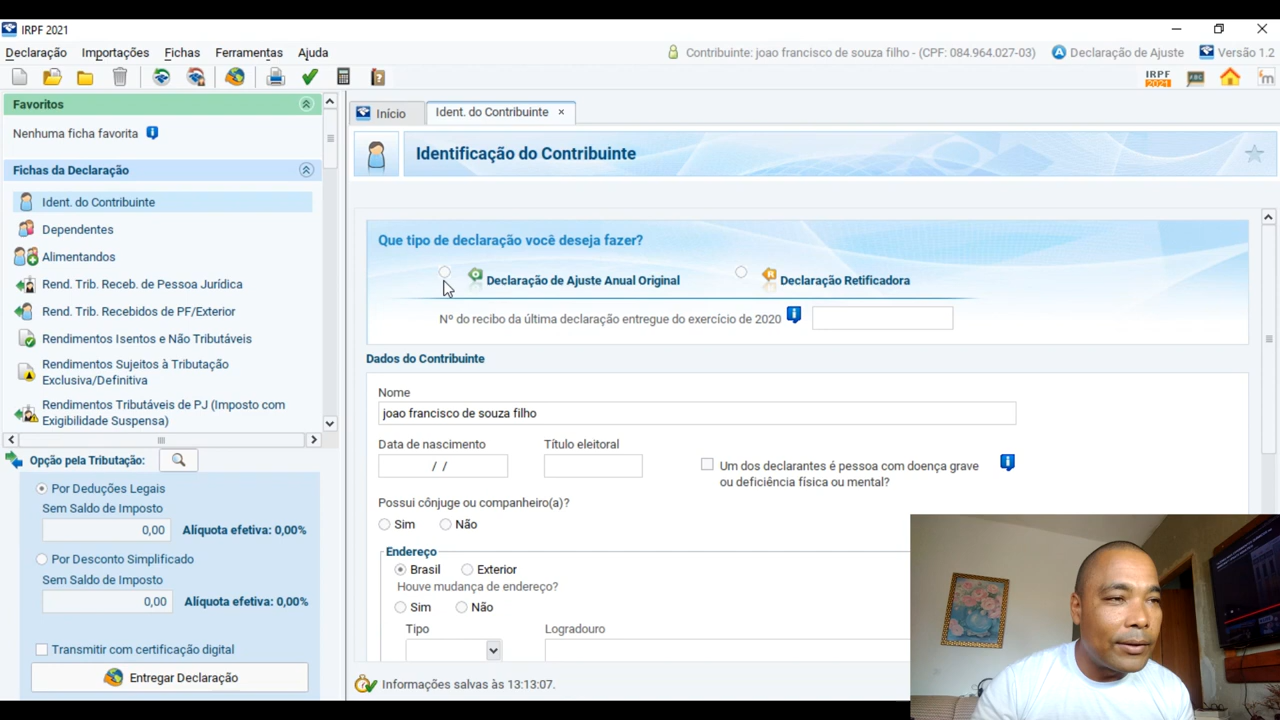 IRPF 2021
Declaração Importações Fichas Ferramentas Ajuda
Contribuinte: joao francisco de souza filho - (CPF: 084.964.027-03) Declaração de Ajuste Versão 1.2
IRPF
2021
ABC
Favoritos
Nenhuma ficha favorita
Fichas da Declaração
Ident. do Contribuinte
Dependentes
Alimentandos
Rend. Trib. Receb. de Pessoa Jurídica
Rend. Trib. Recebidos de PF/Exterior
Rendimentos Isentos e Não Tributáveis
Rendimentos Sujeitos à Tributação
Exclusiva/Definitiva
Rendimentos Tributáveis de PJ (Imposto com
Exigibilidade Suspensa)
Opção pela Tributação:
Por Deduções Legais
Sem Saldo de Imposto
0,00 Alíquota efetiva: 0,00%
Por Desconto Simplificado
Sem Saldo de Imposto
0,00 Alíquota efetiva: 0,00%
Transmitir com certificação digital
Entregar Declaração
Início
Ident. do Contribuinte ×
Identificação do Contribuinte
Que tipo de declaração você deseja fazer?
Declaração de Ajuste Anual Original
Declaração Retificadora
Nº do recibo da última declaração entregue do exercício de 2020
Dados do Contribuinte
Nome
joao francisco de souza filho
Data de nascimento
Título eleitoral
/ /
Um dos declarantes é pessoa com doença grave
ou deficiência física ou mental?
Possui cônjuge ou companheiro(a)?
Sim Não
Endereço
Brasil Exterior
Houve mudança de endereço?
Sim Não
Tipo
Logradouro
Informações salvas às 13:13:07.